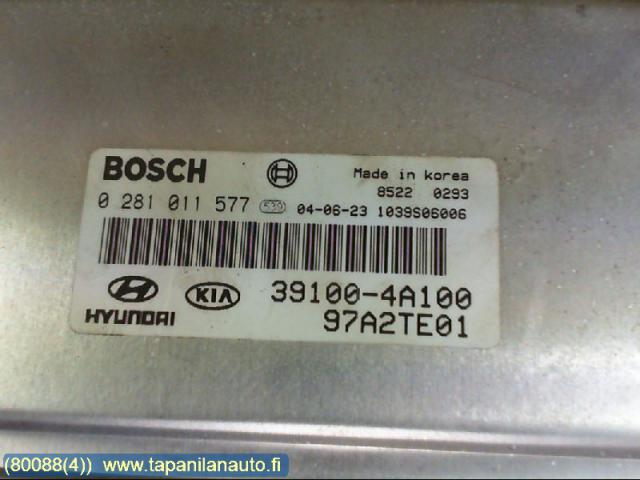 BOSCH
Made in korea
8522 0293
0 281 011 577 539 04-06-23 1039S06006
HYUNDAI
KIA
39100-4A100
97A2TE01
(80088(4)) www.tapanilanauto.fi